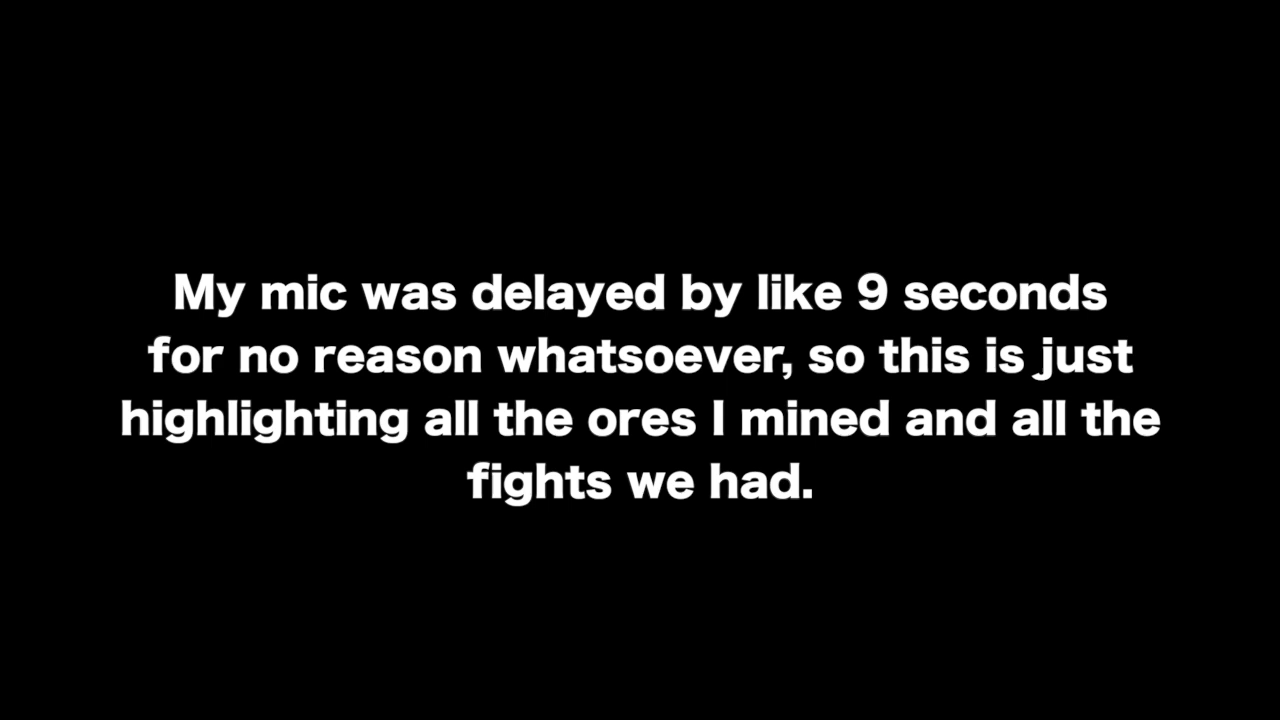 My mic was delayed by like 9 seconds
for no reason whatsoever, so this is just
highlighting all the ores I mined and all the
fights we had.